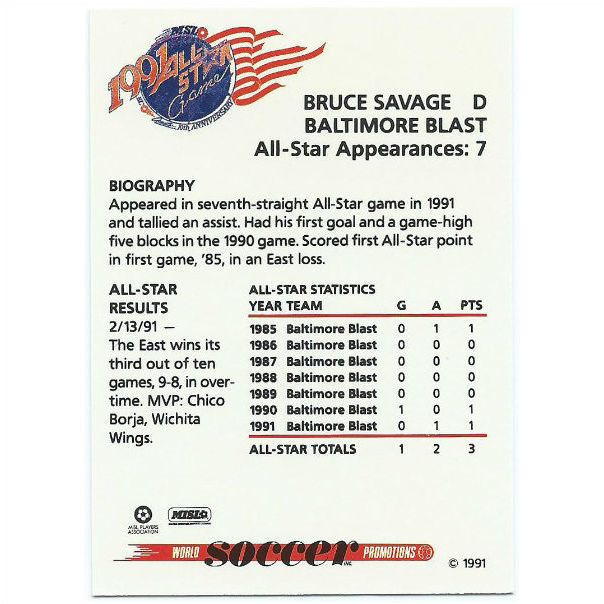 MISL
1991 ALL-STAR
Game
10th ANNIVERSARY
BRUCE SAVAGE D
BALTIMORE BLAST
All-Star Appearances: 7
BIOGRAPHY
Appeared in seventh-straight All-Star game in 1991
and tallied an assist. Had his first goal and a game-high
five blocks in the 1990 game. Scored first All-Star point
in first game, '85, in an East loss.
ALL-STAR
RESULTS
2/13/91 —
The East wins its
third out of ten
games, 9-8, in over-
time. MVP: Chico
Borja, Wichita
Wings.
ALL-STAR STATISTICS
YEAR TEAM G A PTS
1985 Baltimore Blast 0 1 1
1986 Baltimore Blast 0 0 0
1987 Baltimore Blast 0 0 0
1988 Baltimore Blast 0 0 0
1989 Baltimore Blast 0 0 0
1990 Baltimore Blast 1 0 1
1991 Baltimore Blast 0 1 1
ALL-STAR TOTALS 1 2 3
MISL PLAYERS
ASSOCIATION
MISL
WORLD soccer INC. PROMOTIONS
© 1991